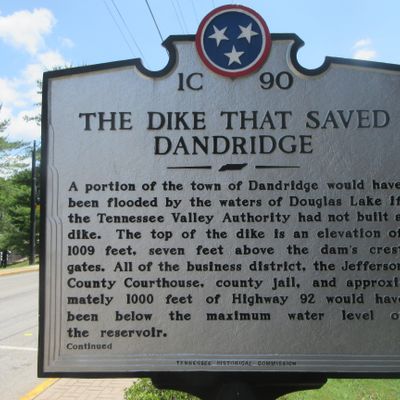 1C 90
THE DIKE THAT SAVED
DANDRIDGE
A portion of the town of Dandridge would have
been flooded by the waters of Douglas Lake if
the Tennessee Valley Authority had not built a
dike. The top of the dike is an elevation of
1009 feet, seven feet above the dam's crest
gates. All of the business district, the Jefferson
County Courthouse, county jail, and approxi-
mately 1000 feet of Highway 92 would have
been below the maximum water level of
the reservoir.
Continued
TENNESSEE HISTORICAL COMMISSION